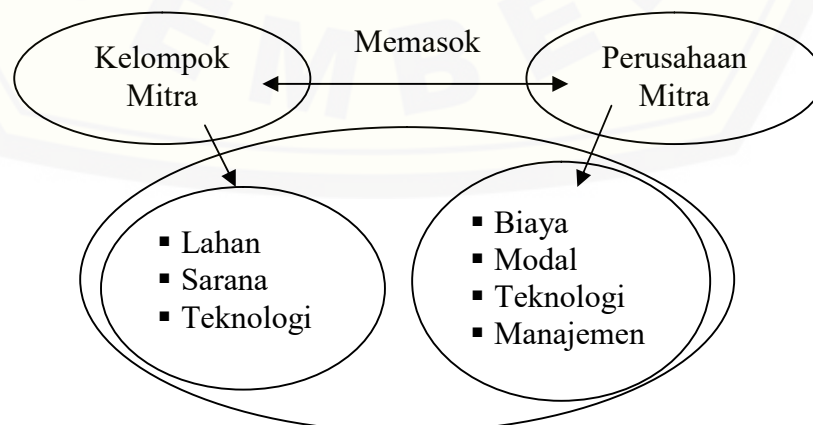 Kelompok
Mitra
Memasok
Perusahaan
Mitra
▪ Lahan
▪ Sarana
▪ Teknologi
▪ Biaya
▪ Modal
▪ Teknologi
▪ Manajemen